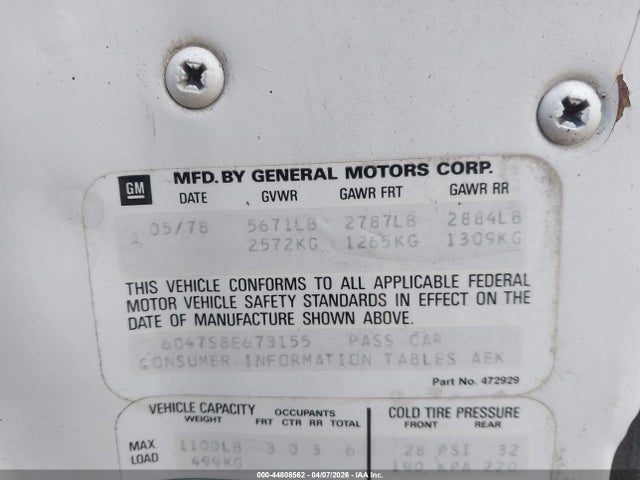 GM MFD. BY GENERAL MOTORS CORP.
DATE GVWR GAWR FRT GAWR RR
05/78 5671LB 2787LB 2884LB
2572KG 1265KG 1309KG
THIS VEHICLE CONFORMS TO ALL APPLICABLE FEDERAL
MOTOR VEHICLE SAFETY STANDARDS IN EFFECT ON THE
DATE OF MANUFACTURE SHOWN ABOVE.
6D47S8E673155 PASS CAR
CONSUMER INFORMATION TABLES AEK
Part No. 472929
VEHICLE CAPACITY OCCUPANTS COLD TIRE PRESSURE
WEIGHT FRT CTR RR TOTAL FRONT REAR
MAX. 1100LB 3 0 3 6 28 PSI 32
LOAD 499KG 190 KPA 220
000-44808562 - 04/07/2026 - IAA Inc.